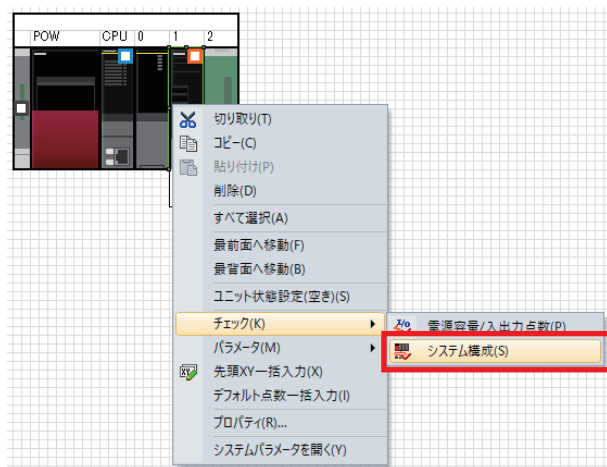 POW CPU 0 1 2
切り取り(T)
コピー(C)
貼り付け(P)
削除(D)
すべて選択(A)
最前面へ移動(F)
最背面へ移動(B)
ユニット状態設定(空き)(S)
チェック(K)
電源容量/入出力点数(P)
パラメータ(M)
システム構成(S)
先頭XY一括入力(X)
デフォルト点数一括入力(I)
プロパティ(R)...
システムパラメータを開く(Y)